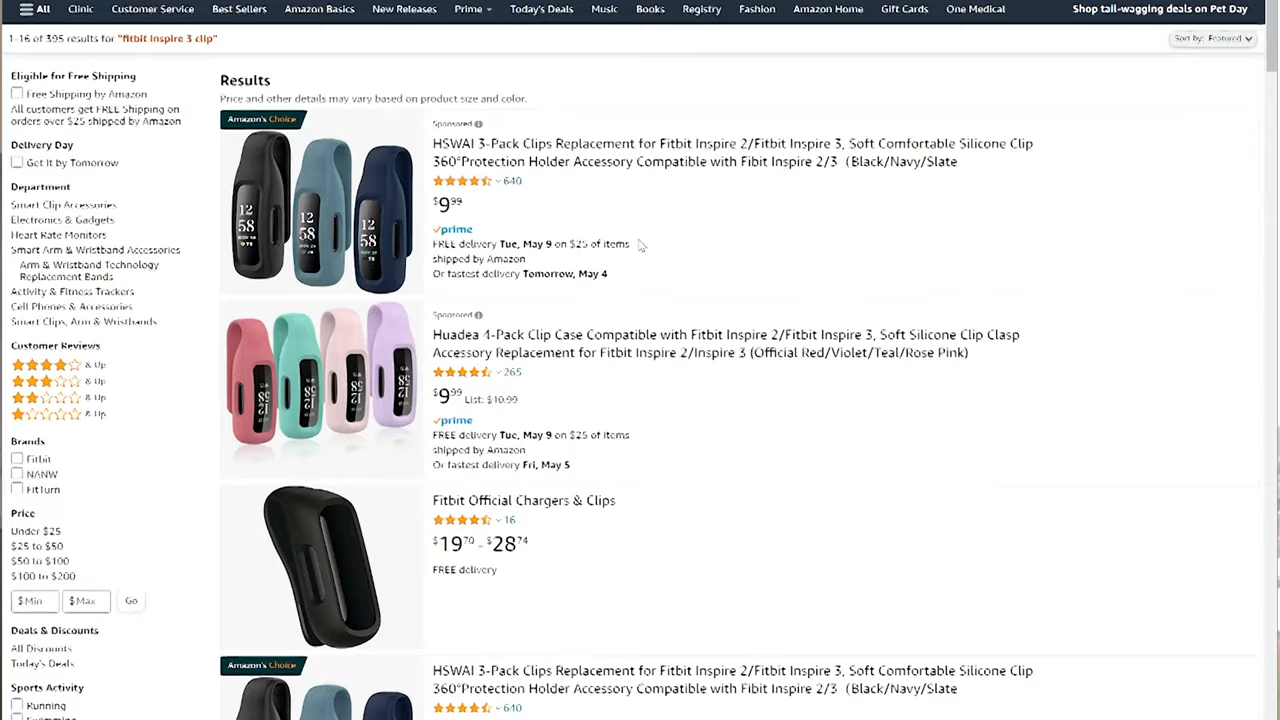 All Clinic Customer Service Best Sellers Amazon Basics New Releases Prime Today's Deals Music Books Registry Fashion Amazon Home Gift Cards One Medical Shop tail-wagging deals on Pet Day
1-16 of 395 results for "fitbit inspire 3 clip"
Sort by: Featured
Eligible for Free Shipping
Free Shipping by Amazon
All customers get FREE Shipping on
orders over $25 shipped by Amazon
Delivery Day
Get It by Tomorrow
Department
Smart Clip Accessories
Electronics & Gadgets
Heart Rate Monitors
Smart Arm & Wristband Accessories
Arm & Wristband Technology
Replacement Bands
Activity & Fitness Trackers
Cell Phones & Accessories
Smart Clips, Arm & Wristbands
Customer Reviews
& Up
& Up
& Up
& Up
Brands
Fitbit
NANW
FitTurn
Price
Under $25
$25 to $50
$50 to $100
$100 to $200
$ Min $ Max Go
Deals & Discounts
All Discounts
Today's Deals
Sports Activity
Running
Swimming
Results
Price and other details may vary based on product size and color.
Amazon's Choice
12
58
12
58
12
58
Sponsored
HSWAI 3-Pack Clips Replacement for Fitbit Inspire 2/Fitbit Inspire 3, Soft Comfortable Silicone Clip
360°Protection Holder Accessory Compatible with Fibit Inspire 2/3（Black/Navy/Slate
640
$9 99
prime
FREE delivery Tue, May 9 on $25 of items
shipped by Amazon
Or fastest delivery Tomorrow, May 4
Sponsored
Huadea 4-Pack Clip Case Compatible with Fitbit Inspire 2/Fitbit Inspire 3, Soft Silicone Clip Clasp
Accessory Replacement for Fitbit Inspire 2/Inspire 3 (Official Red/Violet/Teal/Rose Pink)
265
$9 99 List: $10.99
prime
FREE delivery Tue, May 9 on $25 of items
shipped by Amazon
Or fastest delivery Fri, May 5
Fitbit Official Chargers & Clips
16
$19 70 - $28 74
FREE delivery
Amazon's Choice
HSWAI 3-Pack Clips Replacement for Fitbit Inspire 2/Fitbit Inspire 3, Soft Comfortable Silicone Clip
360°Protection Holder Accessory Compatible with Fibit Inspire 2/3（Black/Navy/Slate
640